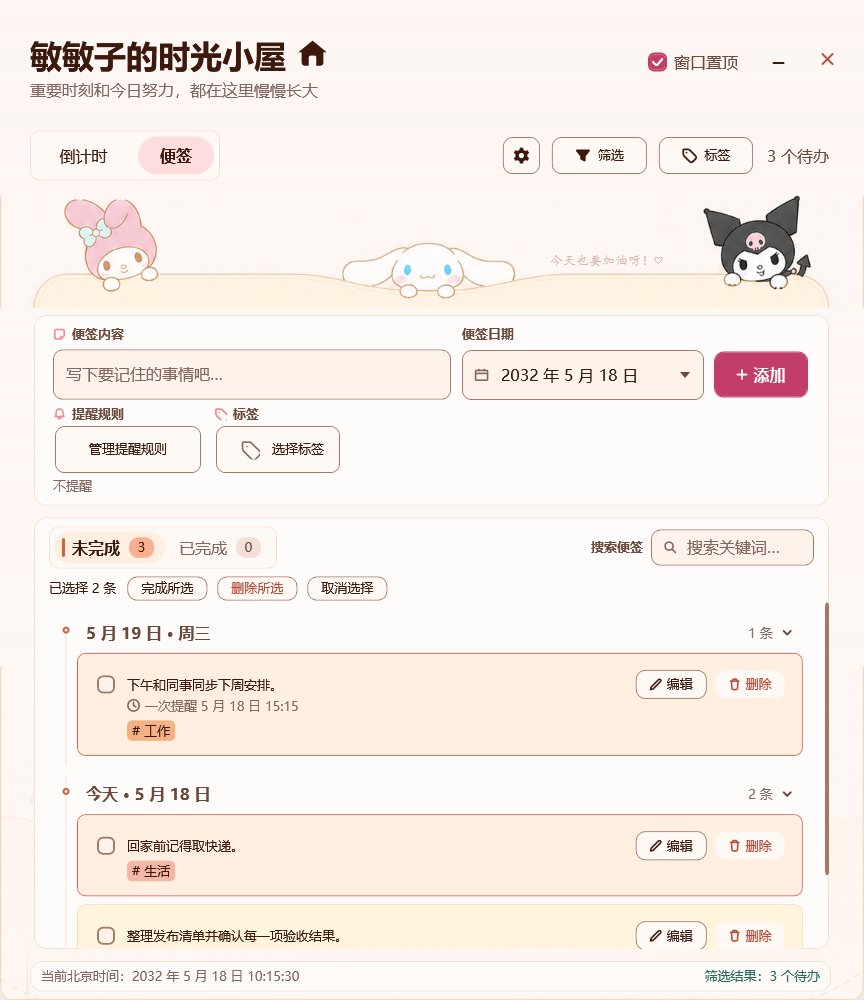 敏敏子的时光小屋
重要时刻和今日努力，都在这里慢慢长大
窗口置顶
倒计时 便签
筛选 标签 3 个待办
今天也要加油呀！♡
便签内容 便签日期
写下要记住的事情吧... 2032 年 5 月 18 日 + 添加
提醒规则 标签
管理提醒规则 选择标签
不提醒
未完成 3 已完成 0 搜索便签 搜索关键词...
已选择 2 条 完成所选 删除所选 取消选择
5 月 19 日 • 周三 1 条
下午和同事同步下周安排。 编辑 删除
一次提醒 5 月 18 日 15:15
# 工作
今天 • 5 月 18 日 2 条
回家前记得取快递。 编辑 删除
# 生活
整理发布清单并确认每一项验收结果。 编辑 删除
当前北京时间：2032 年 5 月 18 日 10:15:30 筛选结果：3 个待办